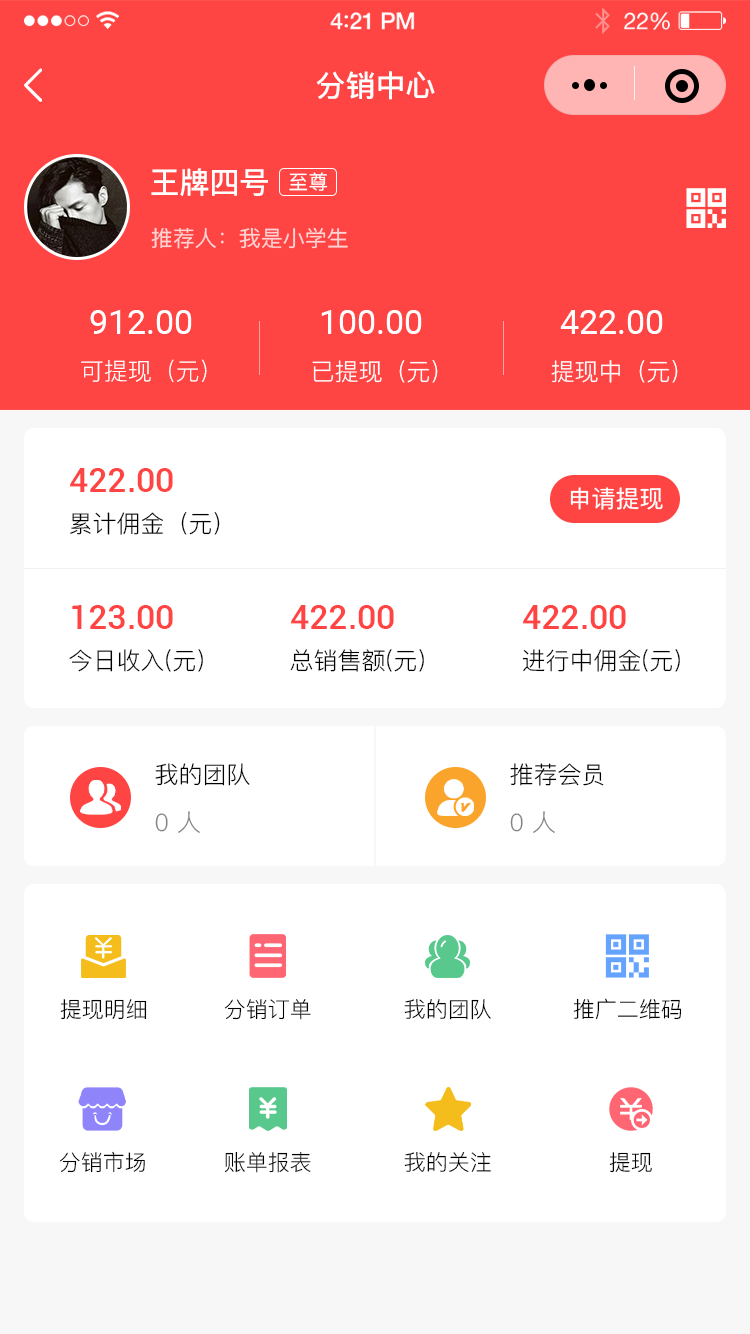 4:21 PM 22%
分销中心
王牌四号 至尊
推荐人：我是小学生
912.00 100.00 422.00
可提现（元） 已提现（元） 提现中（元）
422.00
申请提现
累计佣金（元）
123.00 422.00 422.00
今日收入(元) 总销售额(元) 进行中佣金(元)
我的团队 推荐会员
0 人 0 人
提现明细 分销订单 我的团队 推广二维码
分销市场 账单报表 我的关注 提现